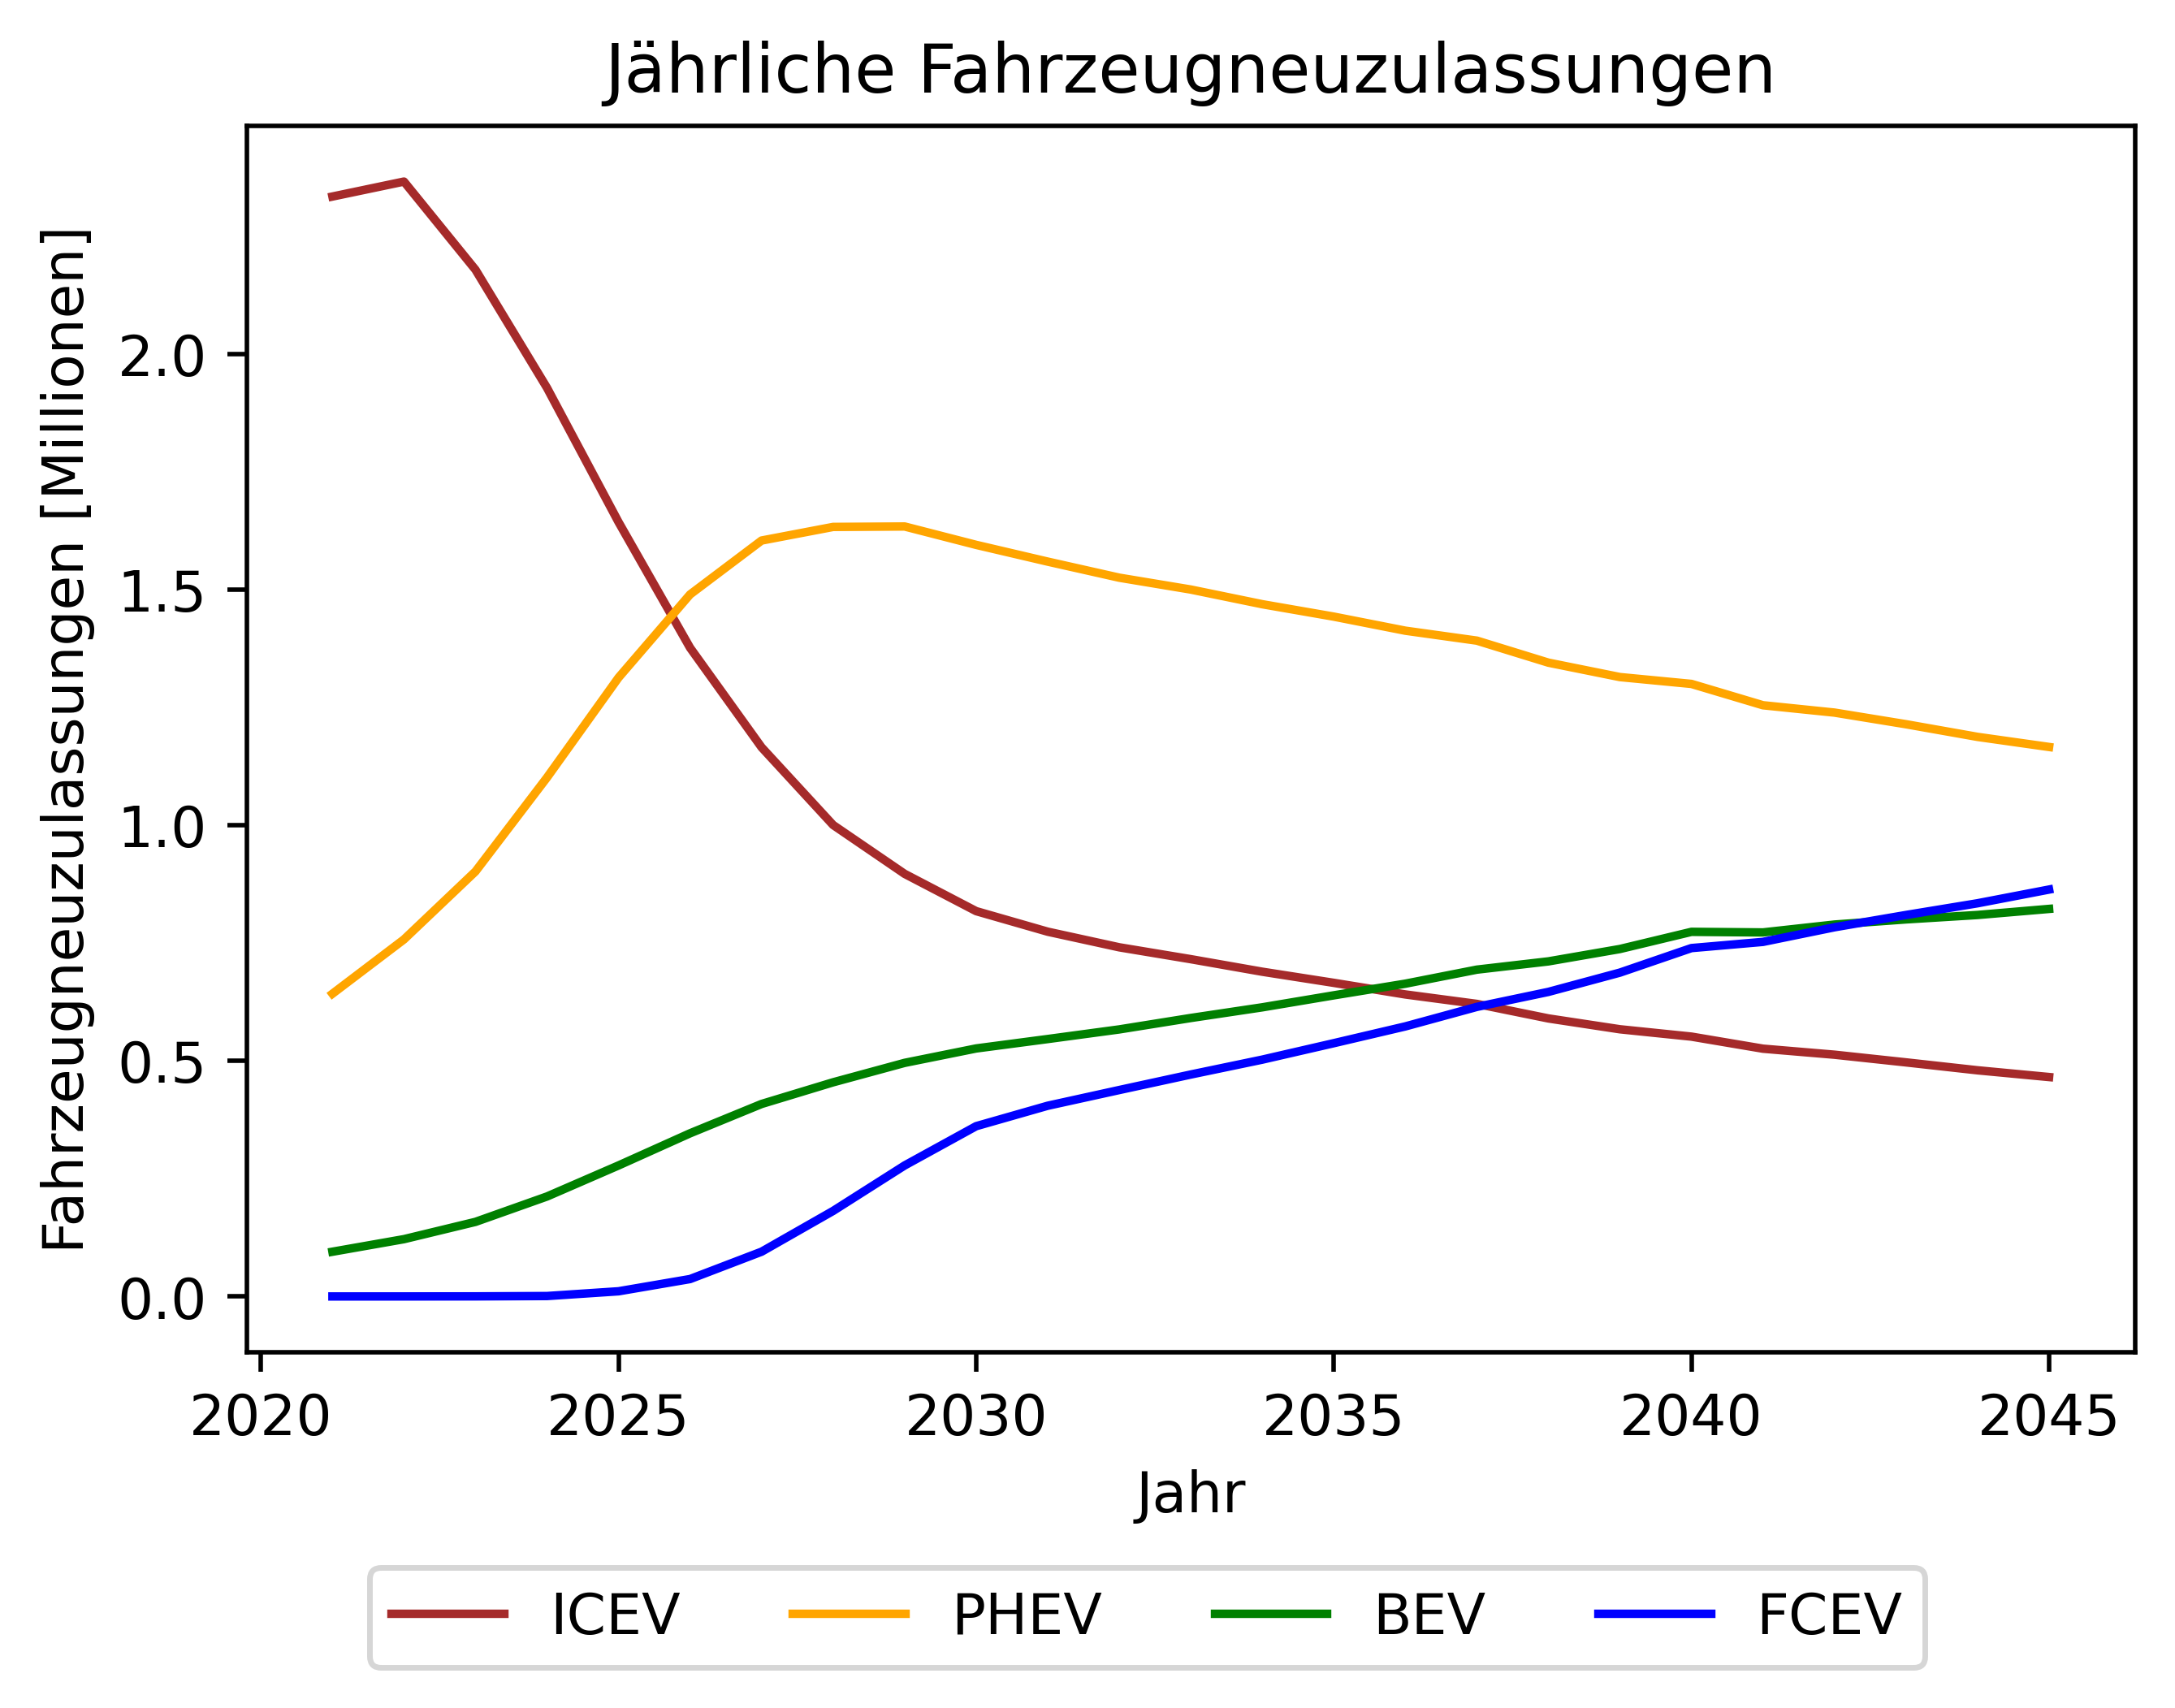 Jährliche Fahrzeugneuzulassungen
Fahrzeugneuzulassungen [Millionen]
2.0
1.5
1.0
0.5
0.0
2020 2025 2030 2035 2040 2045
Jahr
ICEV PHEV BEV FCEV